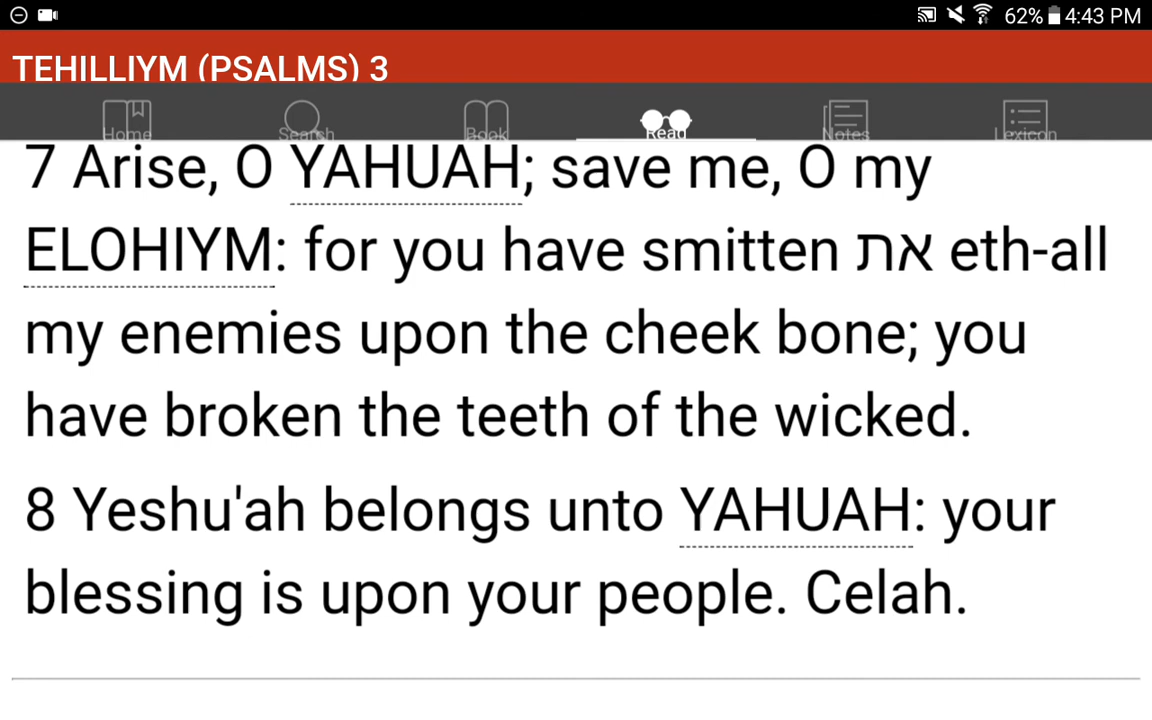 62% 4:43 PM
TEHILLIYM (PSALMS) 3
Home Search Book Read Notes Lexicon
7 Arise, O YAHUAH; save me, O my
ELOHIYM: for you have smitten את eth-all
my enemies upon the cheek bone; you
have broken the teeth of the wicked.
8 Yeshu'ah belongs unto YAHUAH: your
blessing is upon your people. Celah.